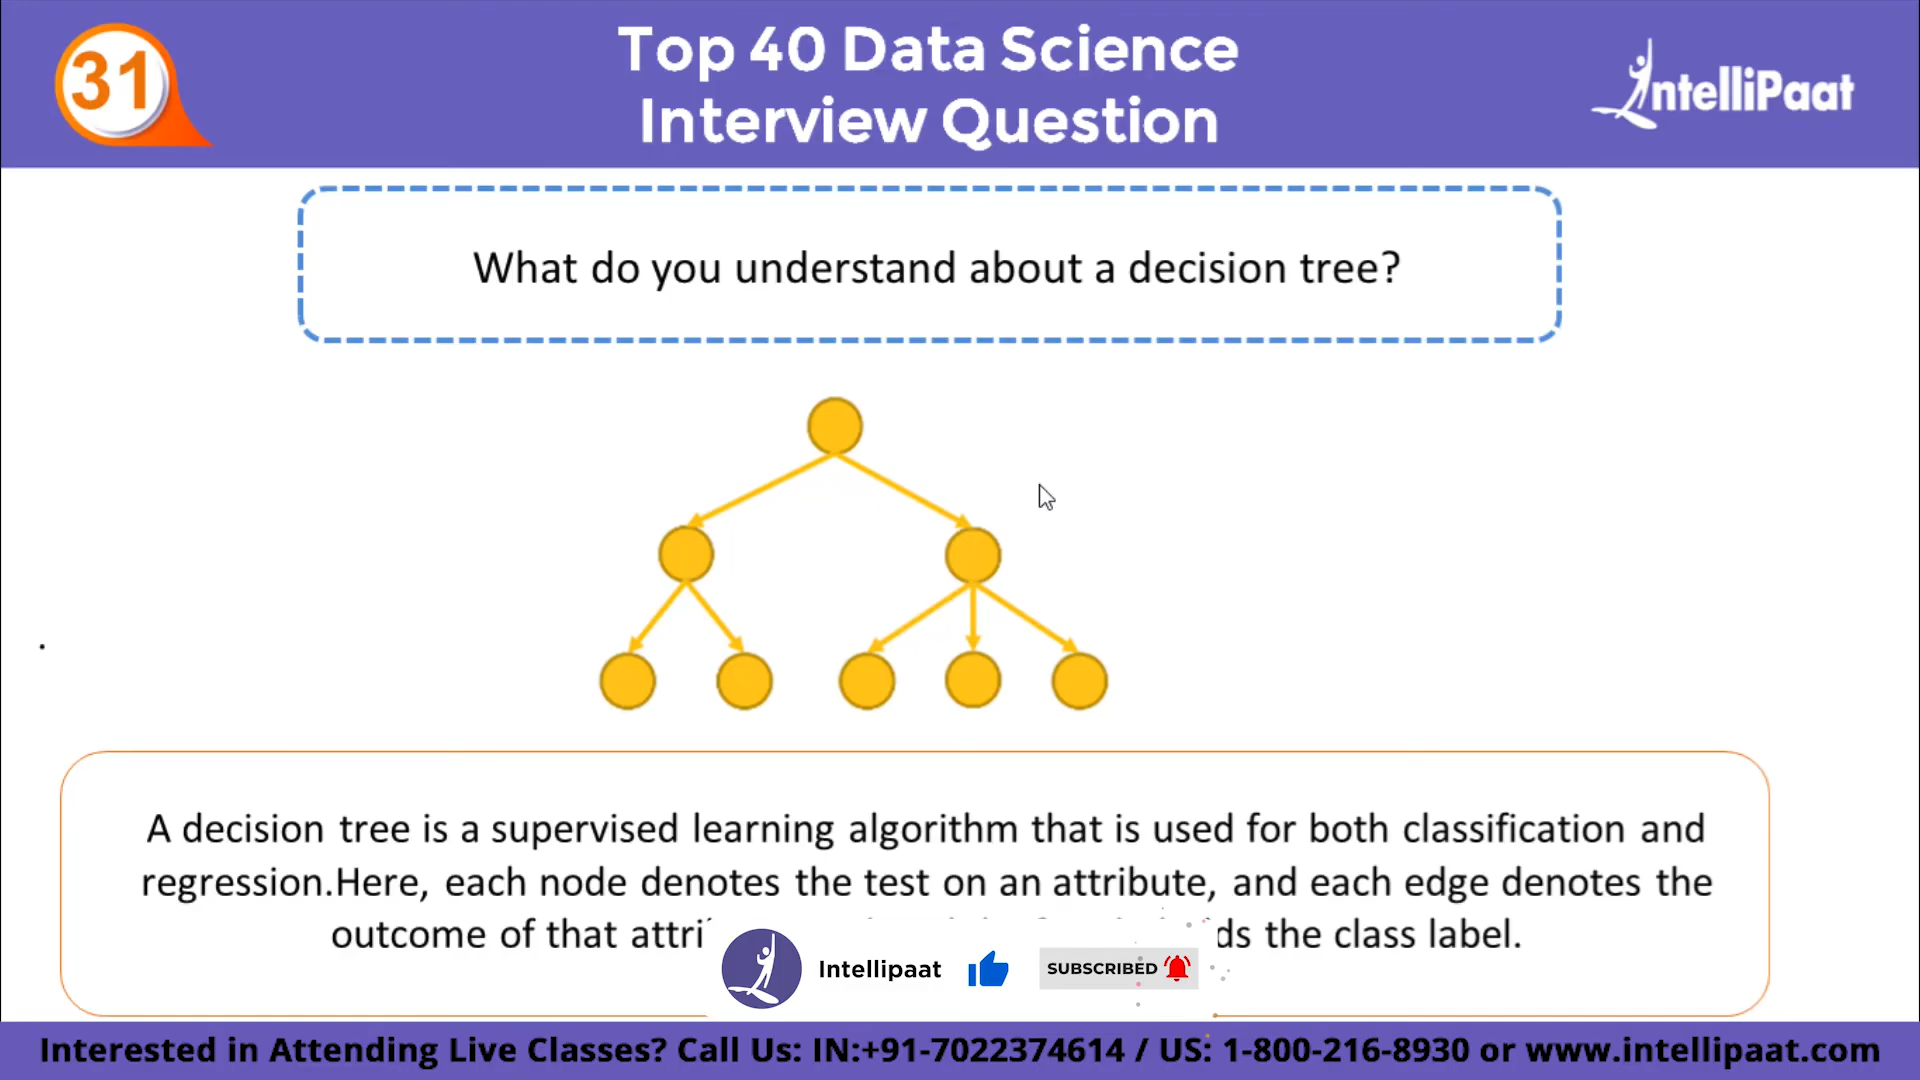 31
Top 40 Data Science
Interview Question
IntelliPaat
What do you understand about a decision tree?
A decision tree is a supervised learning algorithm that is used for both classification and
regression.Here, each node denotes the test on an attribute, and each edge denotes the
outcome of that the class label.
Intellipaat
SUBSCRIBED
Interested in Attending Live Classes? Call Us: IN:+91-7022374614 / US: 1-800-216-8930 or www.intellipaat.com